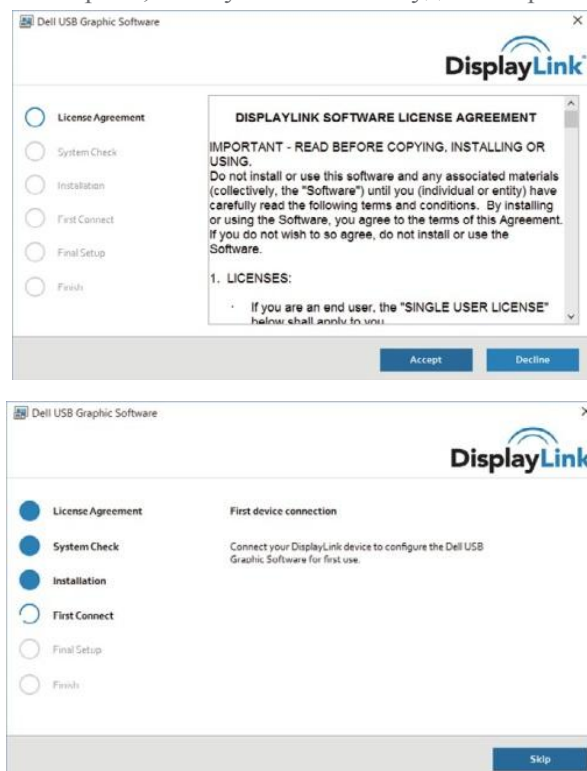 Dell USB Graphic Software
DisplayLink
License Agreement
System Check
Installation
First Connect
Final Setup
Finish
DISPLAYLINK SOFTWARE LICENSE AGREEMENT
IMPORTANT - READ BEFORE COPYING, INSTALLING OR
USING.
Do not install or use this software and any associated materials
(collectively, the "Software") until you (individual or entity) have
carefully read the following terms and conditions. By installing
or using the Software, you agree to the terms of this Agreement.
If you do not wish to so agree, do not install or use the
Software.
1. LICENSES:
· If you are an end user, the "SINGLE USER LICENSE"
below shall apply to you
Accept
Decline
Dell USB Graphic Software
DisplayLink
License Agreement
System Check
Installation
First Connect
Final Setup
Finish
First device connection
Connect your DisplayLink device to configure the Dell USB
Graphic Software for first use.
Skip